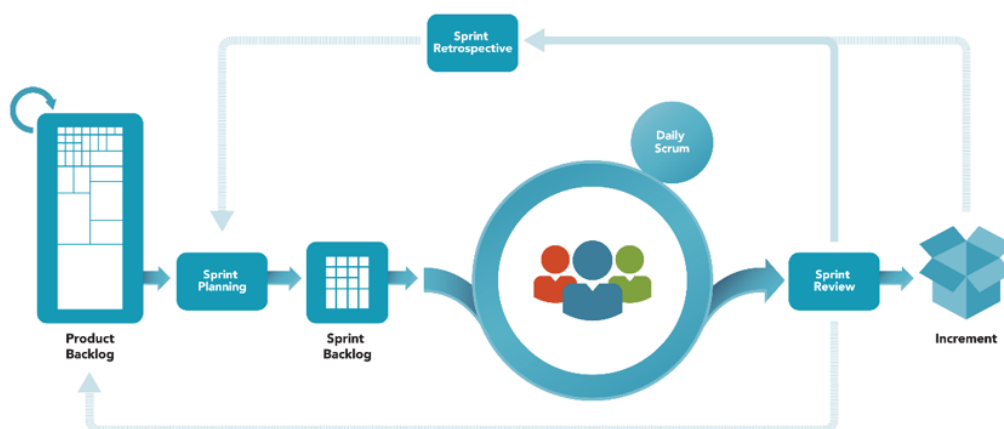 Sprint
Retrospective
Daily
Scrum
Sprint
Planning
Sprint
Review
Product
Backlog
Sprint
Backlog
Increment